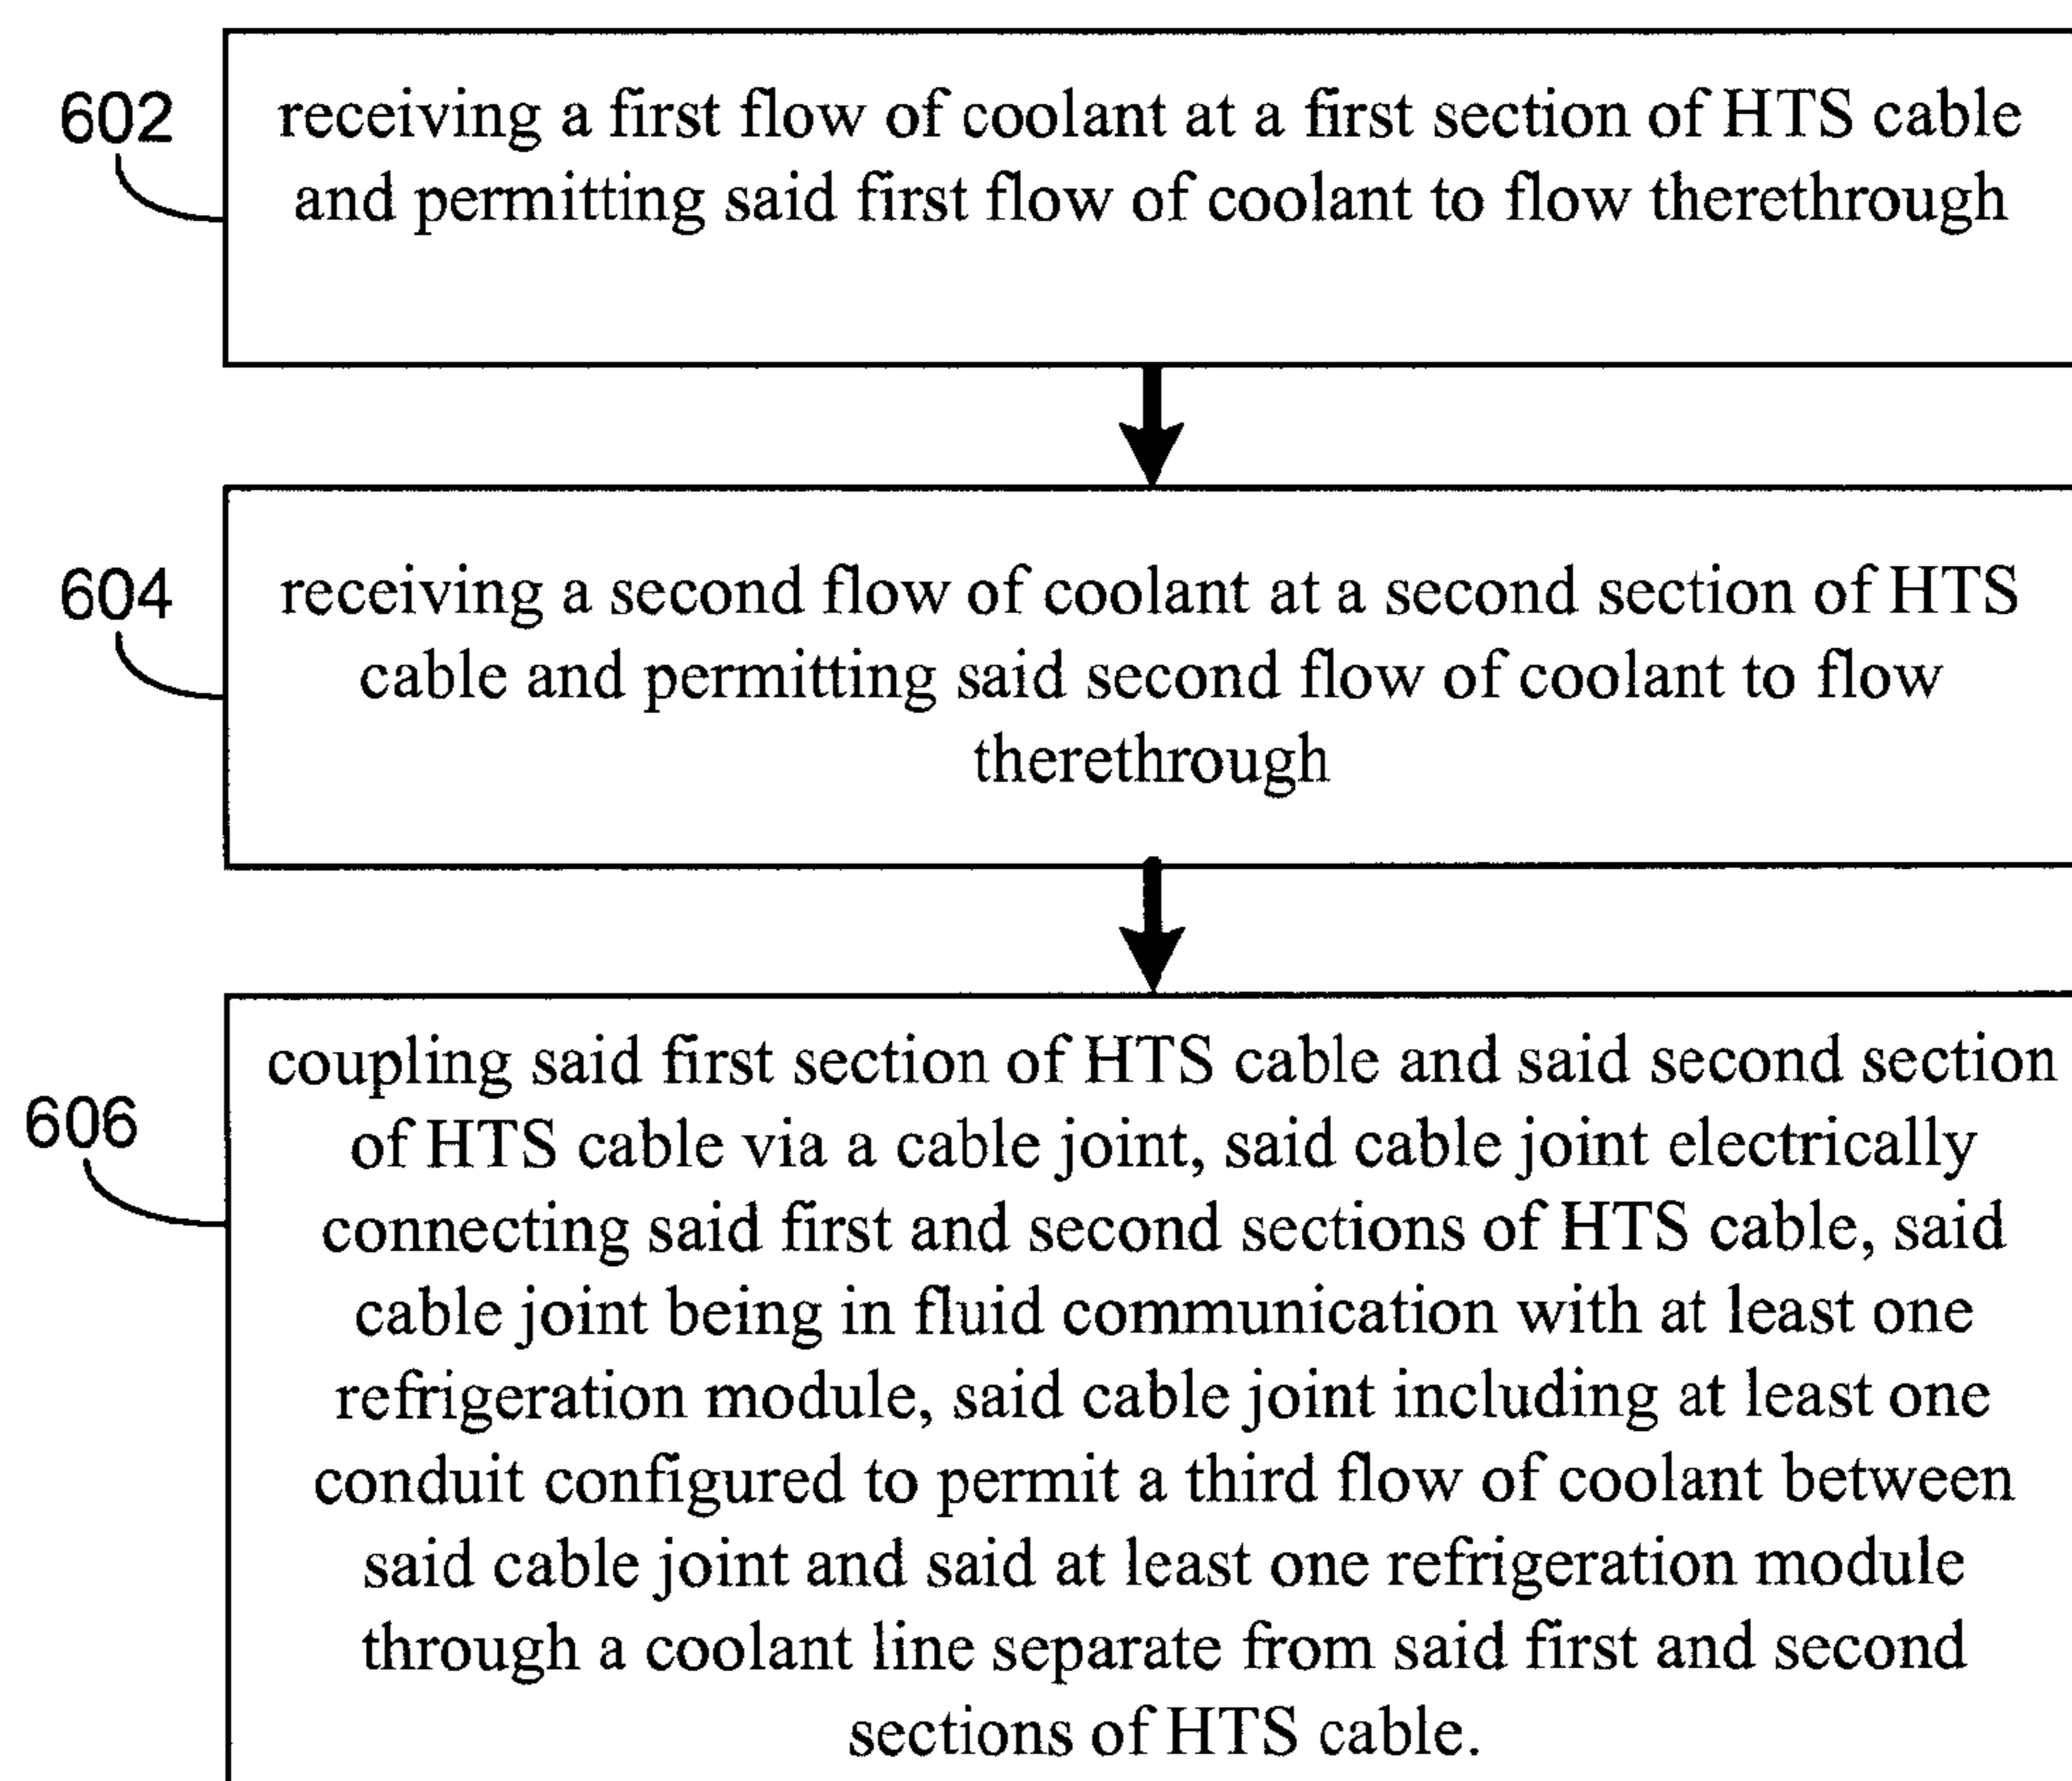 602
receiving a first flow of coolant at a first section of HTS cable
and permitting said first flow of coolant to flow therethrough
604
receiving a second flow of coolant at a second section of HTS
cable and permitting said second flow of coolant to flow
therethrough
606
coupling said first section of HTS cable and said second section
of HTS cable via a cable joint, said cable joint electrically
connecting said first and second sections of HTS cable, said
cable joint being in fluid communication with at least one
refrigeration module, said cable joint including at least one
conduit configured to permit a third flow of coolant between
said cable joint and said at least one refrigeration module
through a coolant line separate from said first and second
sections of HTS cable.